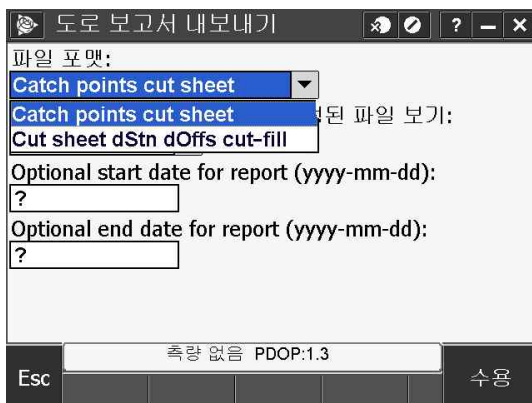 도로 보고서 내보내기
? — ×
파일 포맷:
Catch points cut sheet
Catch points cut sheet
된 파일 보기:
Cut sheet dStn dOffs cut-fill
Optional start date for report (yyyy-mm-dd):
?
Optional end date for report (yyyy-mm-dd):
?
측량 없음 PDOP:1.3
Esc
수용